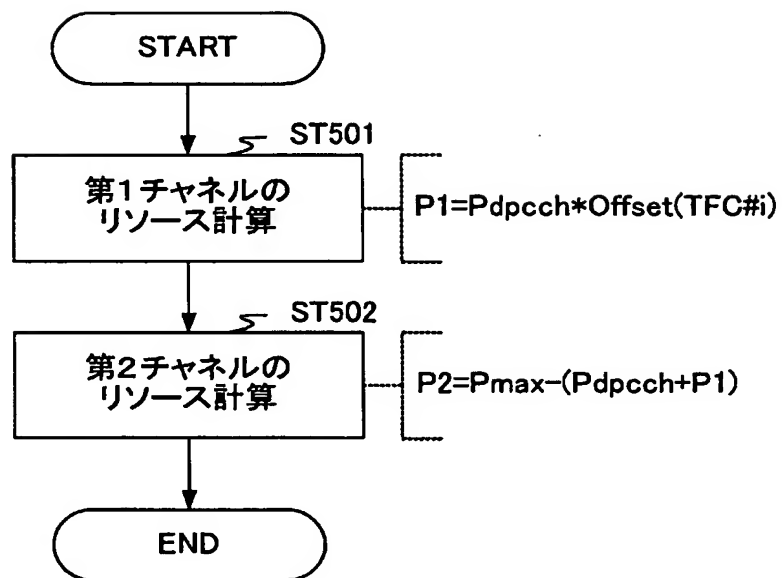 START
ST501
第1チャネルの
リソース計算
P1=Pdpcch*Offset(TFC#i)
ST502
第2チャネルの
リソース計算
P2=Pmax-(Pdpcch+P1)
END